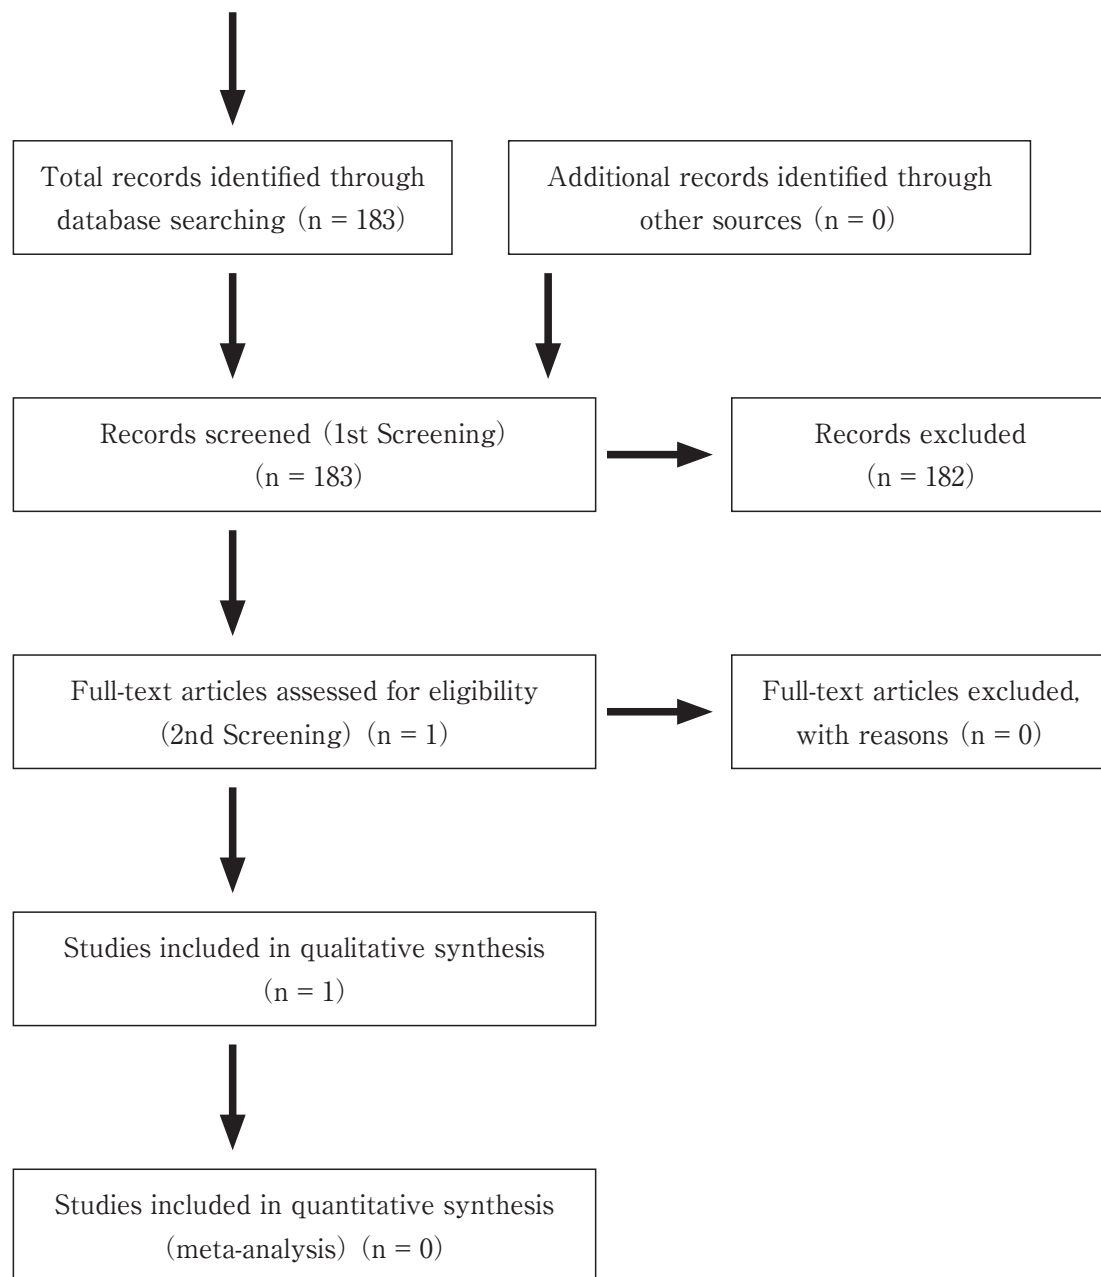 Total records identified through
database searching (n = 183)
Additional records identified through
other sources (n = 0)
Records screened (1st Screening)
(n = 183)
Records excluded
(n = 182)
Full-text articles assessed for eligibility
(2nd Screening) (n = 1)
Full-text articles excluded,
with reasons (n = 0)
Studies included in qualitative synthesis
(n = 1)
Studies included in quantitative synthesis
(meta-analysis) (n = 0)